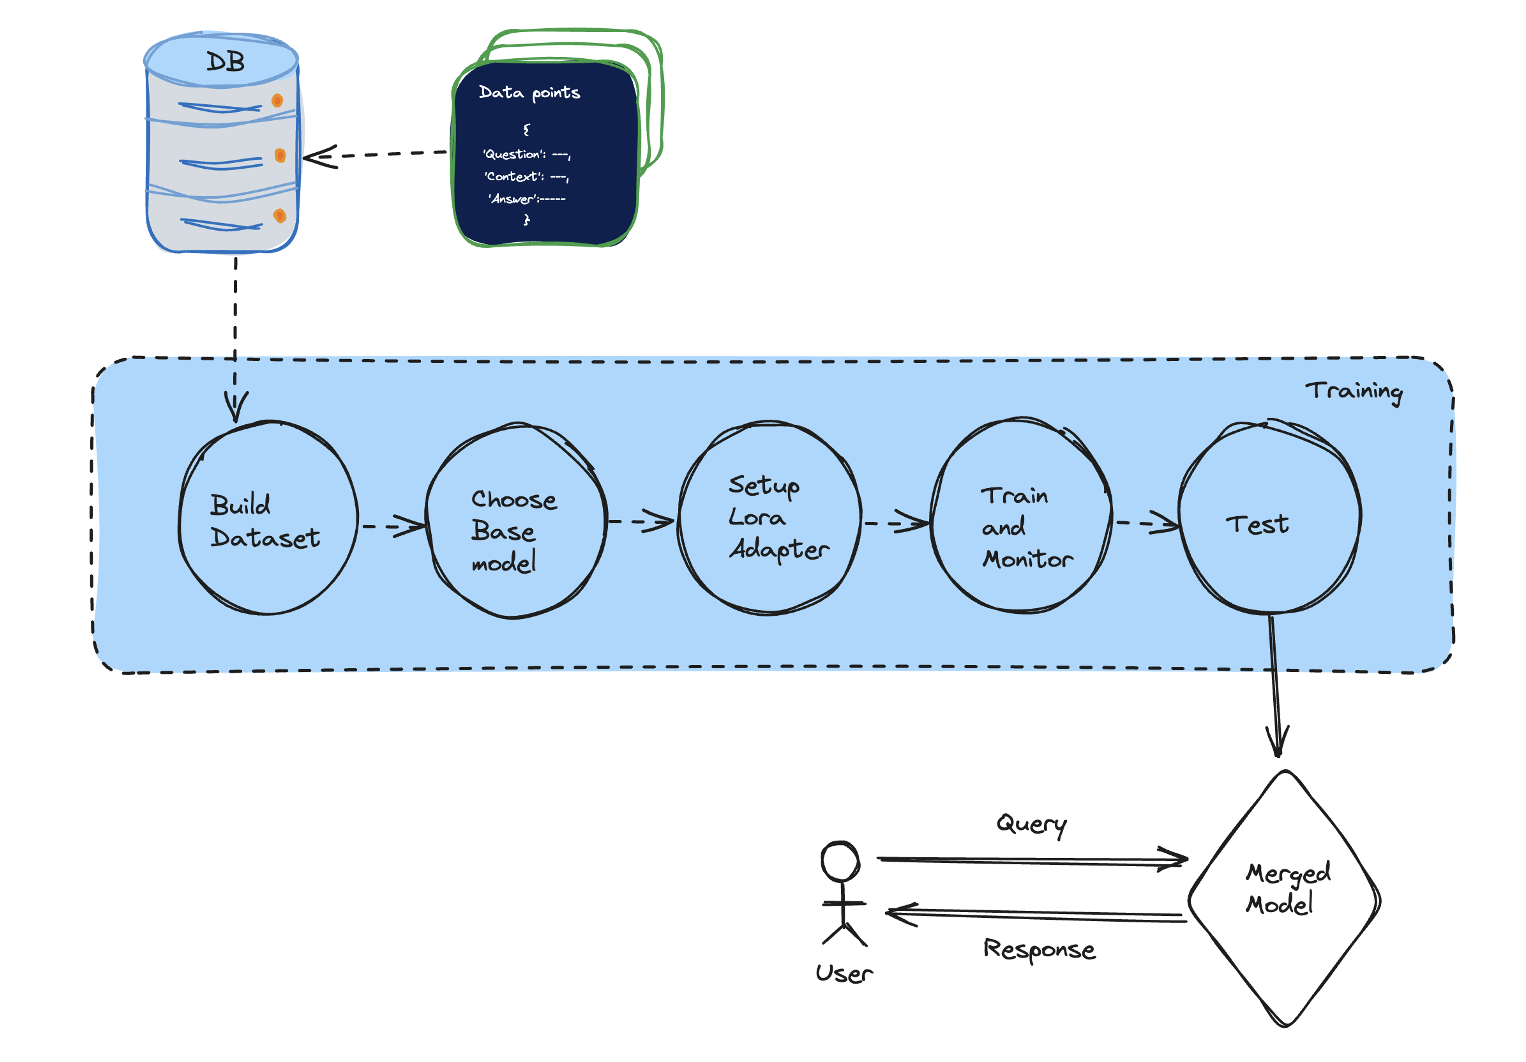 DB
Data points
{
'Question': ---,
'Context': ---,
'Answer':-----
}
Training
Build
Dataset
Choose
Base
model
Setup
Lora
Adapter
Train
and
Monitor
Test
Query
Merged
Model
Response
User